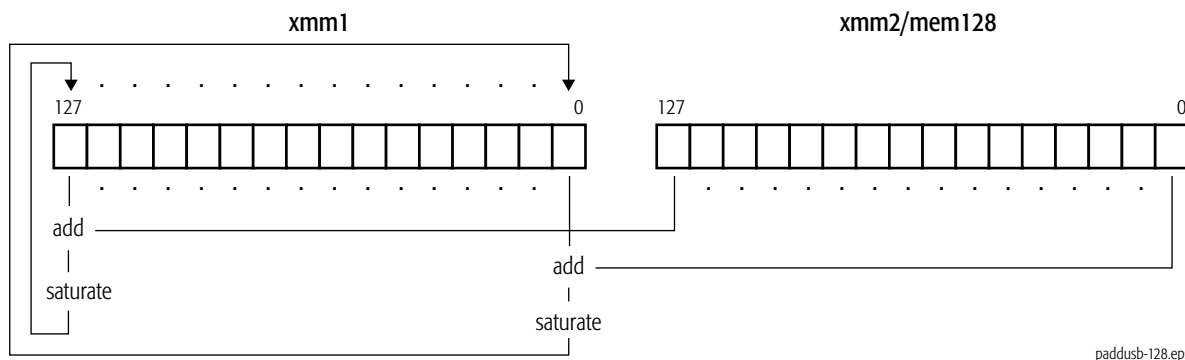 xmm1 xmm2/mem128
127 0 127 0
add
add
saturate
saturate
paddusb-128.ep